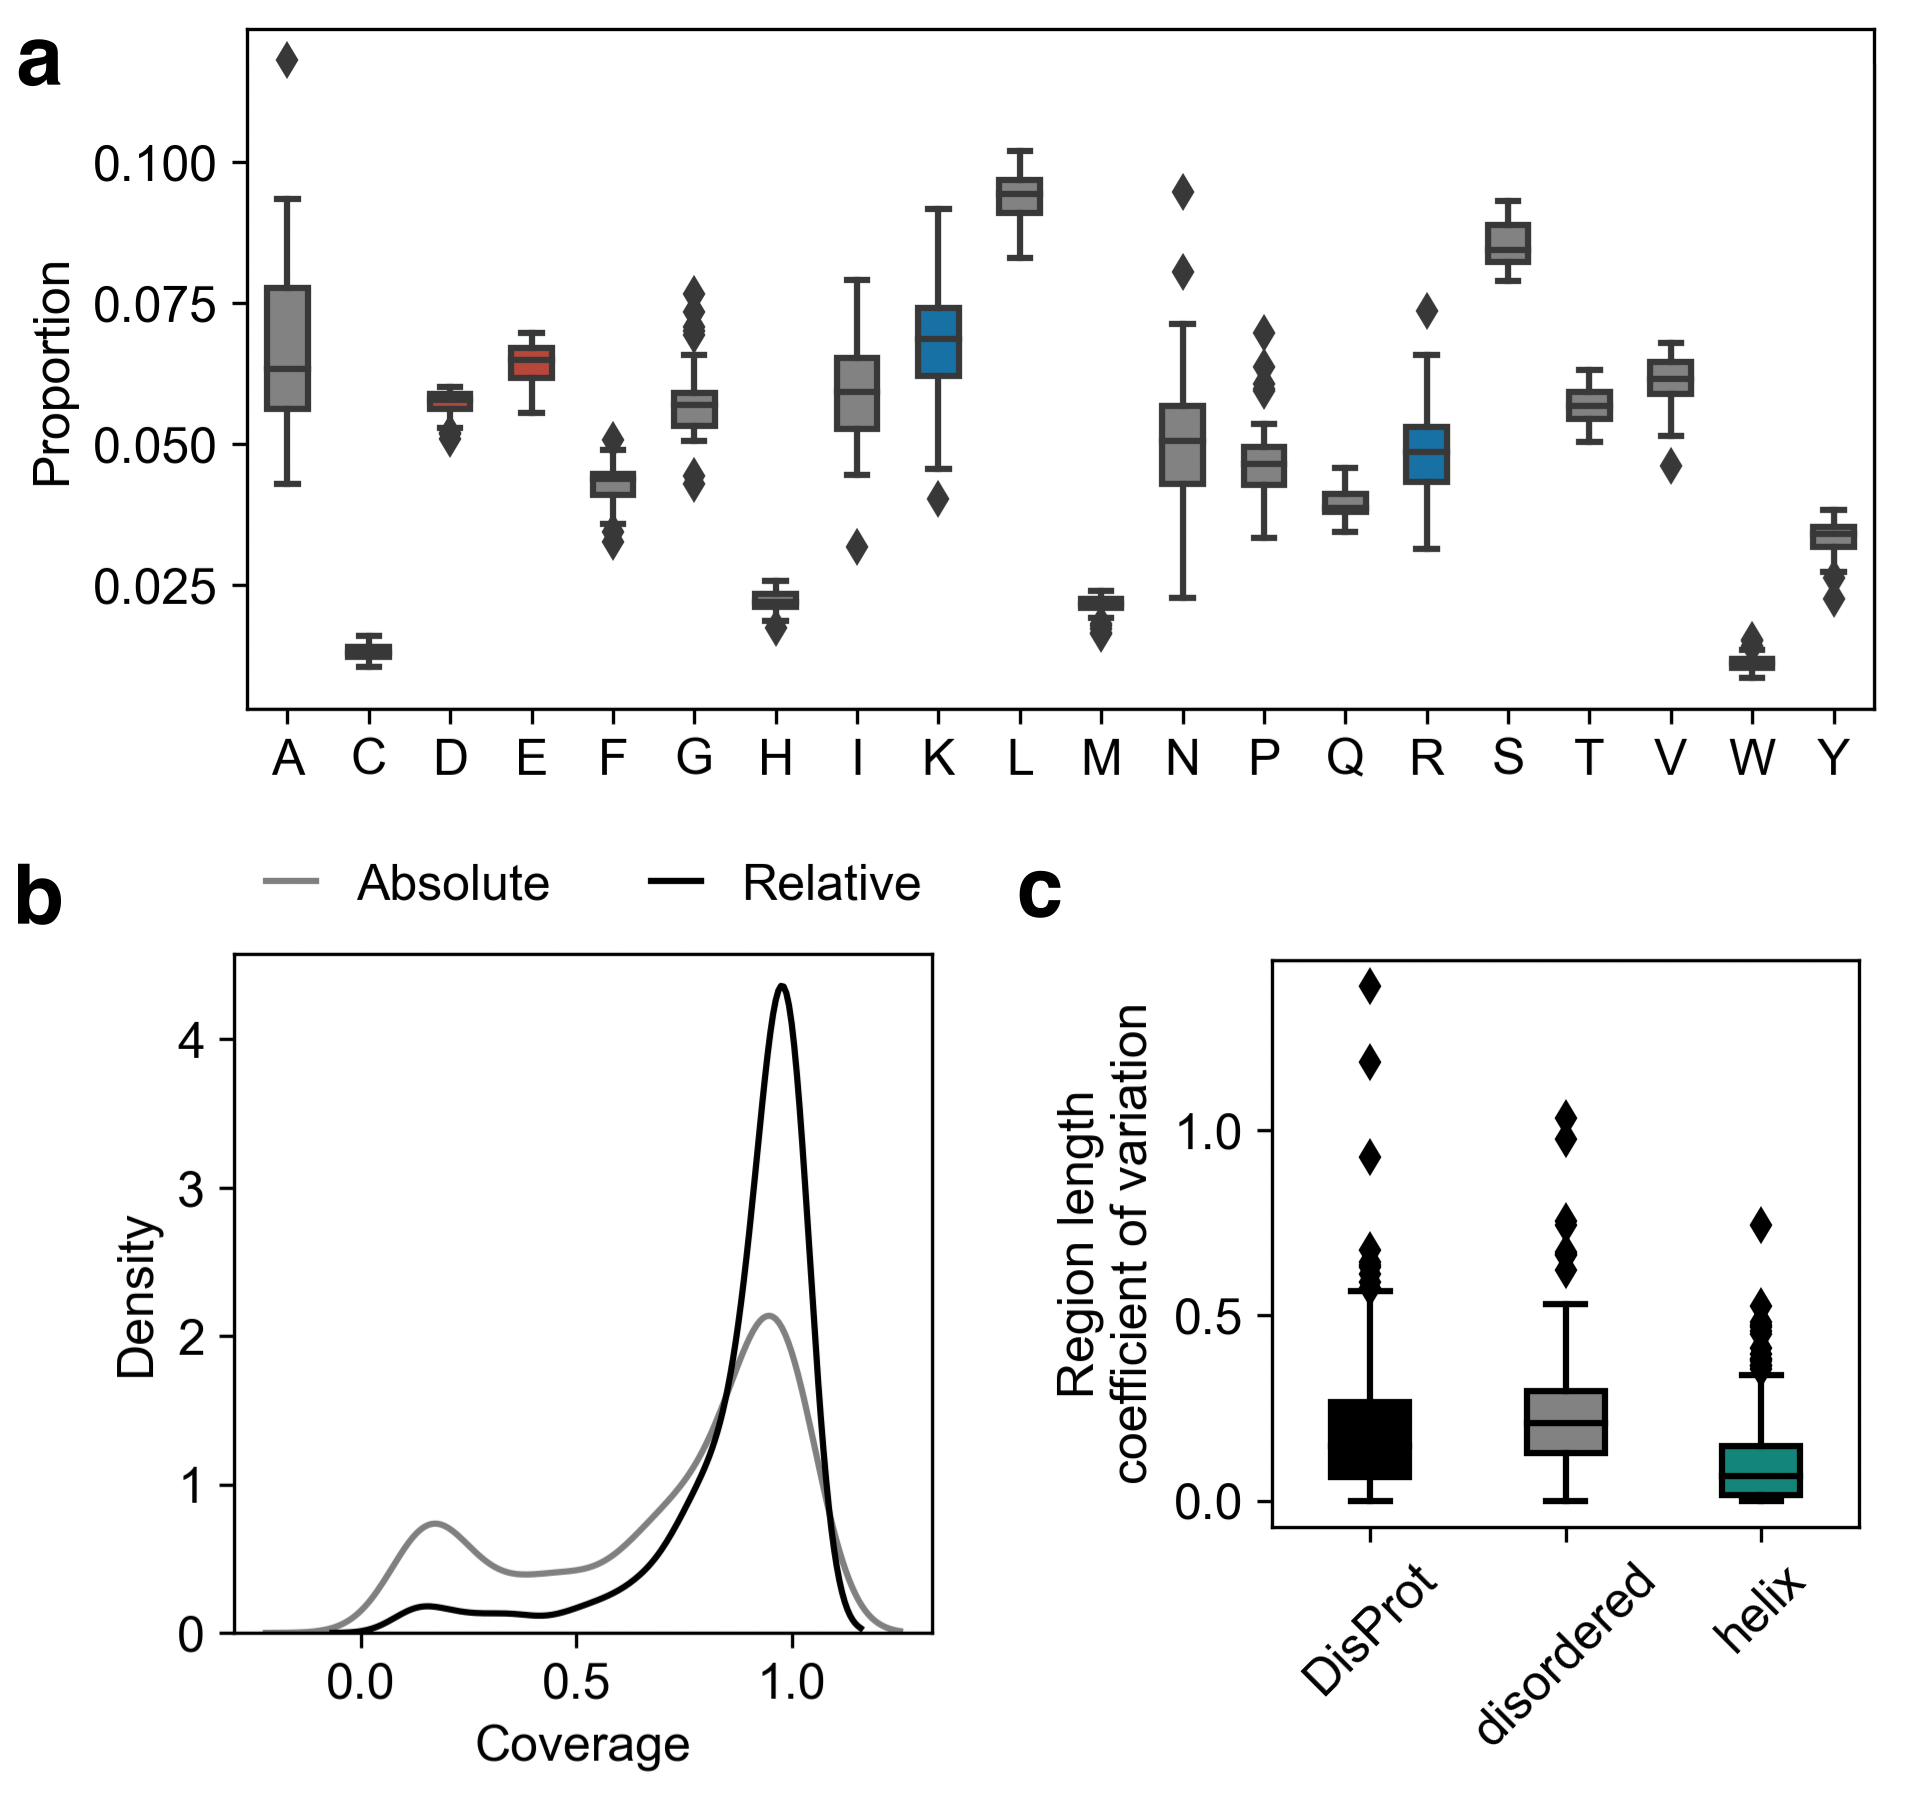 a
Proportion
0.100
0.075
0.050
0.025
A C D E F G H I K L M N P Q R S T V W Y
b
Absolute Relative
Density
4
3
2
1
0
0.0 0.5 1.0
Coverage
c
Region length
coefficient of variation
1.0
0.5
0.0
DisProt
disordered
helix